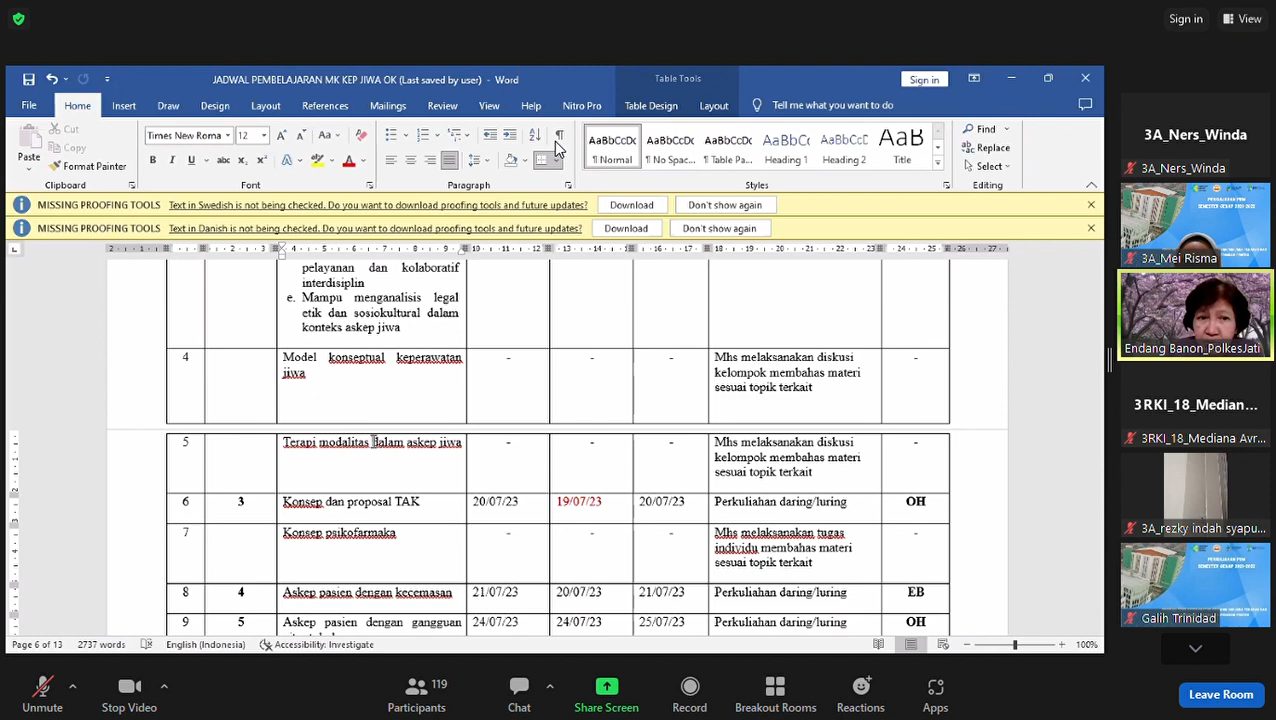 Sign in
View
JADWAL PEMBELAJARAN MK KEP JIWA OK (Last saved by user) - Word
Table Tools
Sign in
File
Home
Insert
Draw
Design
Layout
References
Mailings
Review
View
Help
Nitro Pro
Table Design
Layout
Tell me what you want to do
Paste
Cut
Copy
Format Painter
Clipboard
Times New Roma
12
Font
Paragraph
AaBbCcDc
¶ Normal
AaBbCcDc
¶ No Spac...
AaBbCcDc
¶ Table Pa...
AaBbCcDc
Heading 1
AaBbCcDc
Heading 2
AaB
Title
Styles
Find
Replace
Select
Editing
MISSING PROOFING TOOLS
Text in Swedish is not being checked. Do you want to download proofing tools and future updates?
Download
Don't show again
MISSING PROOFING TOOLS
Text in Danish is not being checked. Do you want to download proofing tools and future updates?
Download
Don't show again
pelayanan dan kolaboratif
interdisiplin
e. Mampu menganalisis legal
etik dan sosiokultural dalam
konteks askep jiwa
4
Model konseptual keperawatan
jiwa
-
-
-
Mhs melaksanakan diskusi
kelompok membahas materi
sesuai topik terkait
-
5
Terapi modalitas dalam askep jiwa
-
-
-
Mhs melaksanakan diskusi
kelompok membahas materi
sesuai topik terkait
-
6
3
Konsep dan proposal TAK
20/07/23
19/07/23
20/07/23
Perkuliahan daring/luring
OH
7
Konsep psikofarmaka
-
-
-
Mhs melaksanakan tugas
individu membahas materi
sesuai topik terkait
-
8
4
Askep pasien dengan kecemasan
21/07/23
20/07/23
21/07/23
Perkuliahan daring/luring
EB
9
5
Askep pasien dengan gangguan
24/07/23
24/07/23
25/07/23
Perkuliahan daring/luring
OH
Page 6 of 13
2737 words
English (Indonesia)
Accessibility: Investigate
100%
3A_Ners_Winda
3A_Ners_Winda
3A_Mei Risma
Endang Banon_PolkesJati
3RKI_18_Median...
3RKI_18_Mediana Avr...
3A_rezky indah syapu...
Galih Trinidad
Unmute
Stop Video
119
Participants
Chat
Share Screen
Record
Breakout Rooms
Reactions
Apps
Leave Room